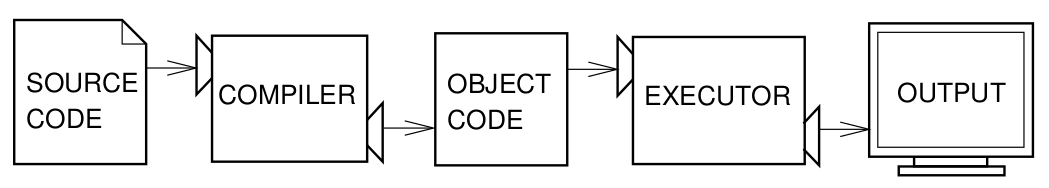 SOURCE
CODE
COMPILER
OBJECT
CODE
EXECUTOR
OUTPUT